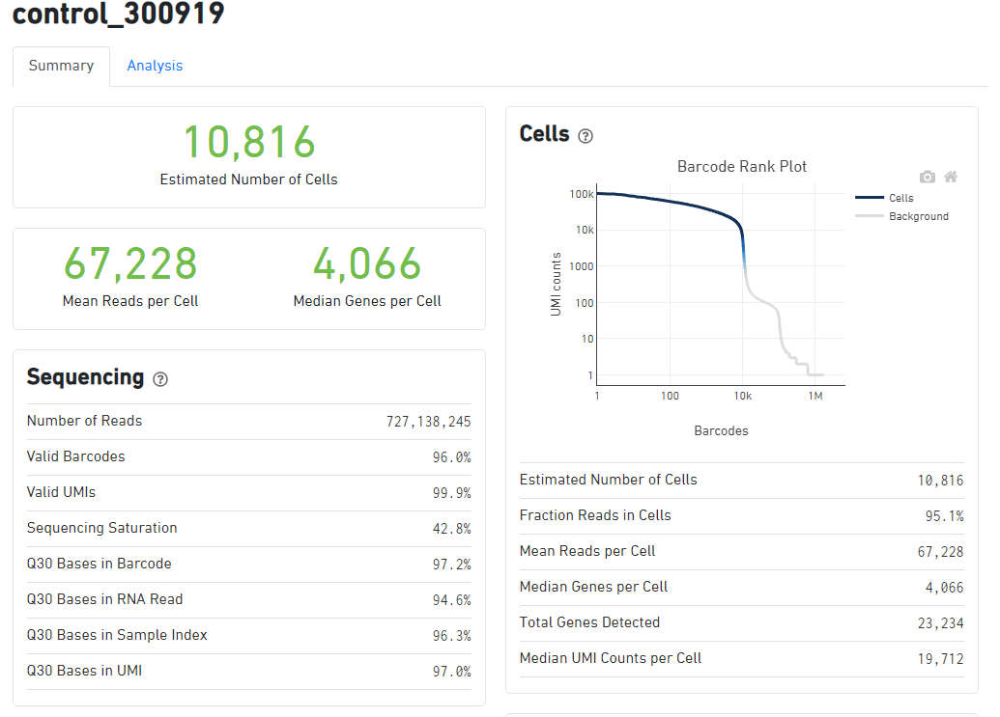 control_300919
Summary Analysis
10,816
Estimated Number of Cells
67,228 4,066
Mean Reads per Cell Median Genes per Cell
Sequencing ?
Number of Reads 727,138,245
Valid Barcodes 96.0%
Valid UMIs 99.9%
Sequencing Saturation 42.8%
Q30 Bases in Barcode 97.2%
Q30 Bases in RNA Read 94.6%
Q30 Bases in Sample Index 96.3%
Q30 Bases in UMI 97.0%
Cells ?
Barcode Rank Plot
Cells
Background
100k
10k
1000
100
10
1
UMI counts
1 100 10k 1M
Barcodes
Estimated Number of Cells 10,816
Fraction Reads in Cells 95.1%
Mean Reads per Cell 67,228
Median Genes per Cell 4,066
Total Genes Detected 23,234
Median UMI Counts per Cell 19,712